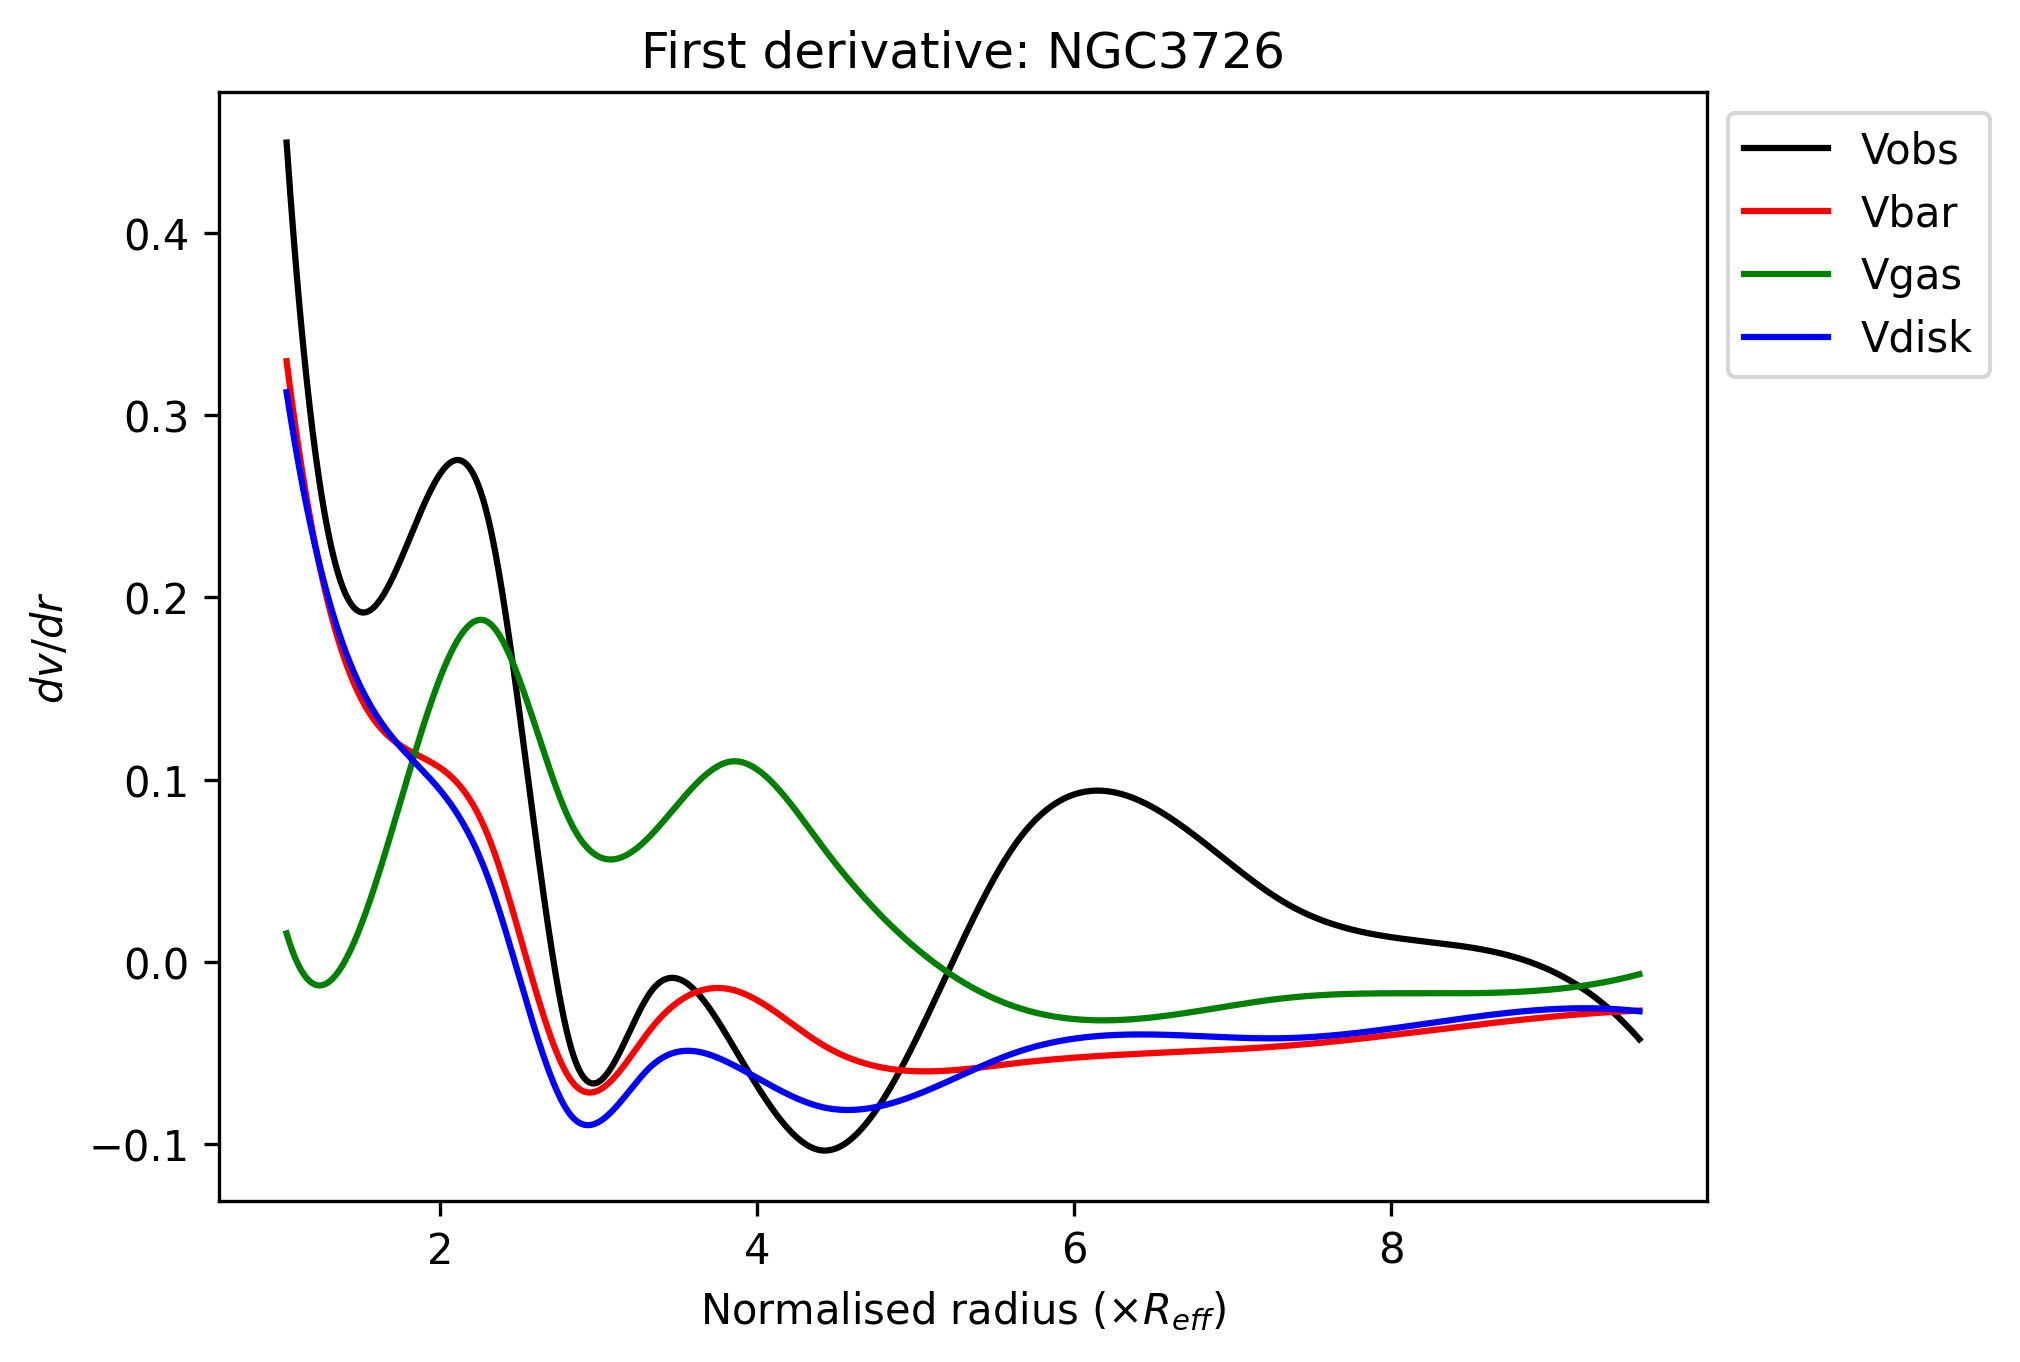 First derivative: NGC3726
Vobs
Vbar
Vgas
Vdisk
dv/dr
0.4
0.3
0.2
0.1
0.0
−0.1
2 4 6 8
Normalised radius (×R_eff)